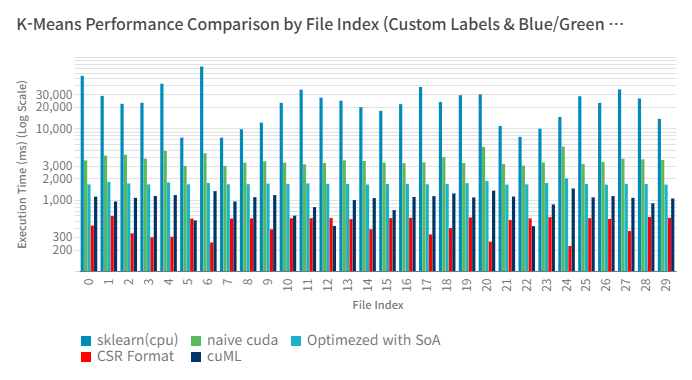 K-Means Performance Comparison by File Index (Custom Labels & Blue/Green ...
Execution Time (ms) (Log Scale)
30,000
20,000
10,000
3,000
2,000
1,000
300
200
0 1 2 3 4 5 6 7 8 9 10 11 12 13 14 15 16 17 18 19 20 21 22 23 24 25 26 27 28 29
File Index
sklearn(cpu) naive cuda Optimezed with SoA
CSR Format cuML